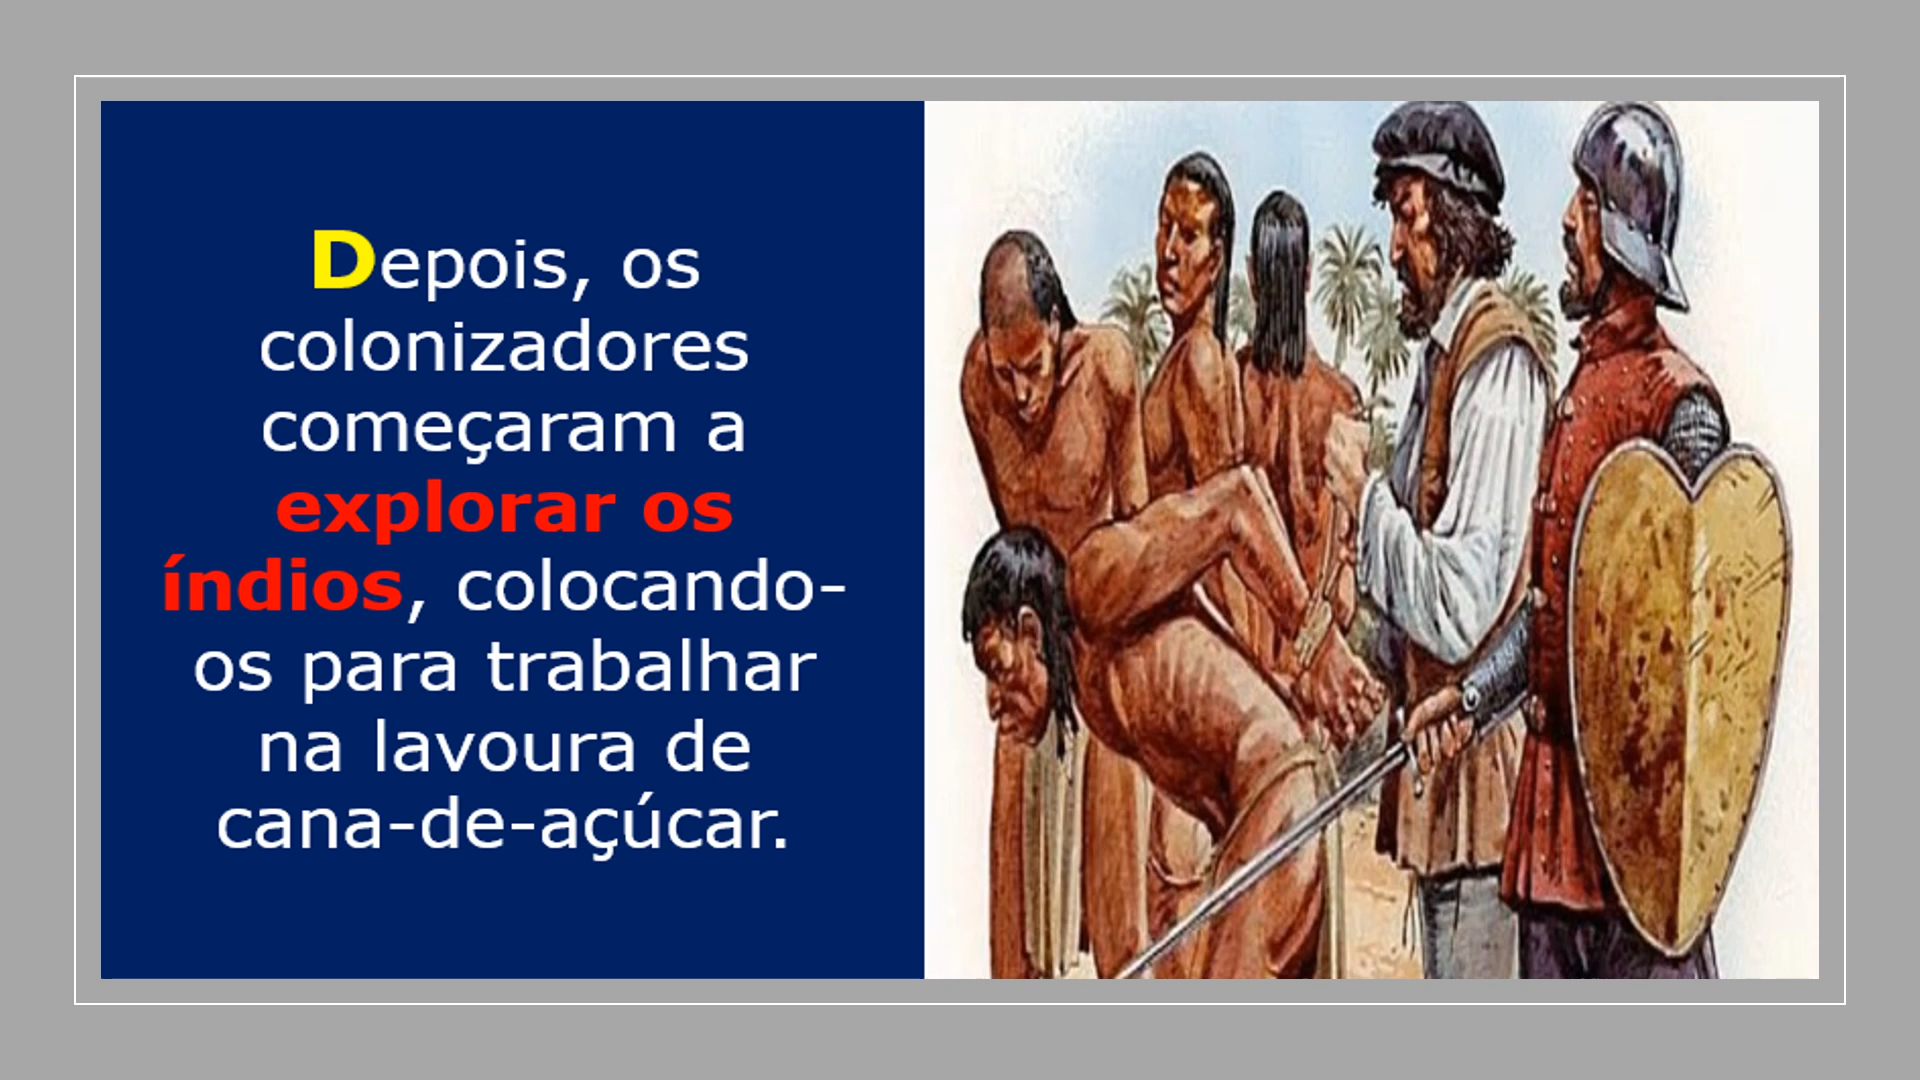 Depois, os
colonizadores
começaram a
explorar os
índios, colocando-
os para trabalhar
na lavoura de
cana-de-açúcar.